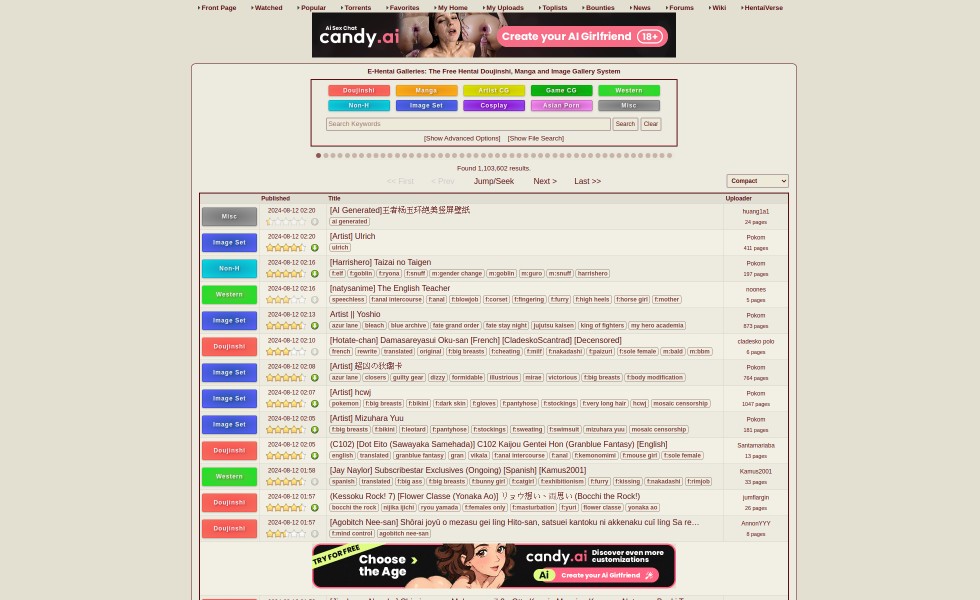 Front Page Watched Popular Torrents Favorites My Home My Uploads Toplists Bounties News Forums Wiki HentaiVerse
Ai Sex Chat
candy.ai
Create your AI Girlfriend 18+
E-Hentai Galleries: The Free Hentai Doujinshi, Manga and Image Gallery System
Doujinshi Manga Artist CG Game CG Western
Non-H Image Set Cosplay Asian Porn Misc
Search Keywords Search Clear
[Show Advanced Options] [Show File Search]
Found 1,103,602 results.
<< First < Prev Jump/Seek Next > Last >> Compact
Published Title Uploader
Misc 2024-08-12 02:20 [AI Generated]王者杨玉环绝美竖屏壁纸 huang1a1
ai generated 24 pages
Image Set 2024-08-12 02:20 [Artist] Ulrich Pokom
ulrich 411 pages
Non-H 2024-08-12 02:16 [Harrishero] Taizai no Taigen Pokom
f:elf f:goblin f:ryona f:snuff m:gender change m:goblin m:guro m:snuff harrishero 197 pages
Western 2024-08-12 02:16 [natysanime] The English Teacher noones
speechless f:anal intercourse f:anal f:blowjob f:corset f:fingering f:furry f:high heels f:horse girl f:mother 5 pages
Image Set 2024-08-12 02:13 Artist || Yoshio Pokom
azur lane bleach blue archive fate grand order fate stay night jujutsu kaisen king of fighters my hero academia 873 pages
Doujinshi 2024-08-12 02:10 [Hotate-chan] Damasareyasui Oku-san [French] [CladeskoScantrad] [Decensored] cladesko polo
french rewrite translated original f:big breasts f:cheating f:milf f:nakadashi f:paizuri f:sole female m:bald m:bbm 6 pages
Image Set 2024-08-12 02:08 [Artist] Pokom
azur lane closers guilty gear dizzy formidable illustrious mirae victorious f:big breasts f:body modification 764 pages
Image Set 2024-08-12 02:07 [Artist] hcwj Pokom
pokemon f:big breasts f:bikini f:dark skin f:gloves f:pantyhose f:stockings f:very long hair hcwj mosaic censorship 1047 pages
Image Set 2024-08-12 02:05 [Artist] Mizuhara Yuu Pokom
f:big breasts f:bikini f:leotard f:pantyhose f:stockings f:sweating f:swimsuit mizuhara yuu mosaic censorship 181 pages
Doujinshi 2024-08-12 02:05 (C102) [Dot Eito (Sawayaka Samehada)] C102 Kaijou Gentei Hon (Granblue Fantasy) [English] Santamariaba
english translated granblue fantasy gran vikala f:anal intercourse f:anal f:kemonomimi f:mouse girl f:sole female 13 pages
Western 2024-08-12 01:58 [Jay Naylor] Subscribestar Exclusives (Ongoing) [Spanish] [Kamus2001] Kamus2001
spanish translated f:big ass f:big breasts f:bunny girl f:catgirl f:exhibitionism f:furry f:kissing f:nakadashi f:rimjob 33 pages
Doujinshi 2024-08-12 01:57 (Kessoku Rock! 7) [Flower Classe (Yonaka Ao)] リョウ想い、両思い (Bocchi the Rock!) jumflargin
bocchi the rock nijika ijichi ryou yamada f:females only f:masturbation f:yuri flower classe yonaka ao 26 pages
Doujinshi 2024-08-12 01:57 [Agobitch Nee-san] Shōrai joyū o mezasu gei ling Hito-san, satsuei kantoku ni akkenaku cuī ling Sa re… AnnonYYY
f:mind control agobitch nee-san 8 pages
TRY FOR FREE
Choose the Age
candy.ai
Discover even more customizations
Ai Create your AI Girlfriend